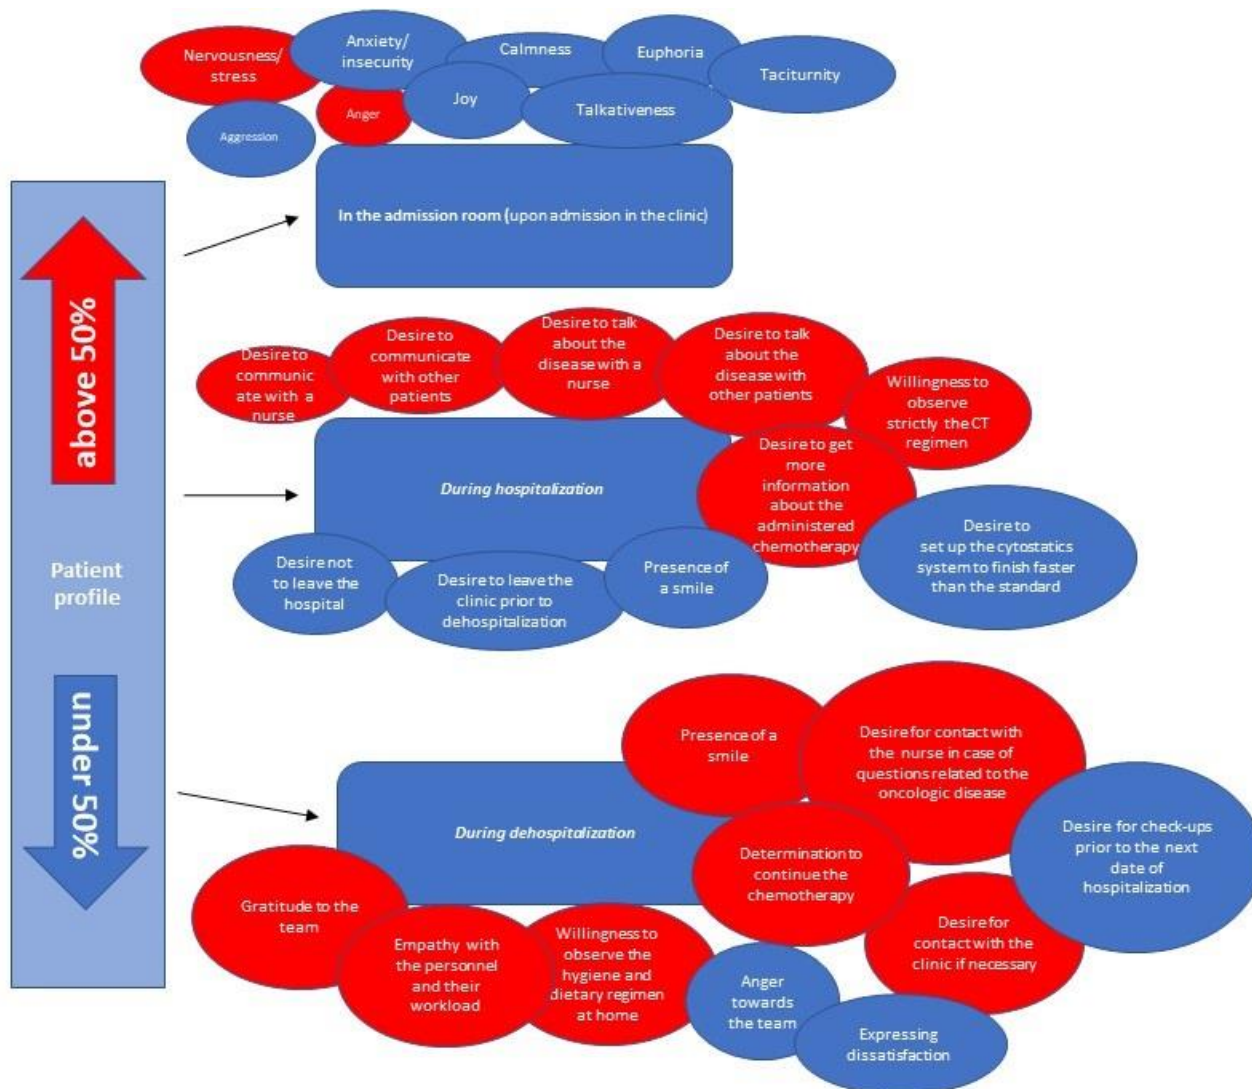 Nervousness/
stress
Anxiety/
insecurity
Calmness
Euphoria
Taciturnity
Aggression
Anger
Joy
Talkativeness
In the admission room (upon admission in the clinic)
above 50%
Patient
profile
under 50%
Desire to
communic
ate with a
nurse
Desire to
communicate
with other
patients
Desire to talk
about the
disease with a
nurse
Desire to talk
about the
disease with
other patients
Willingness to
observe
strictly the CT
regimen
During hospitalization
Desire to get
more
information
about the
administered
chemotherapy
Desire to
set up the cytostatics
system to finish faster
than the standard
Desire not
to leave the
hospital
Desire to leave the
clinic prior to
dehospitalization
Presence of
a smile
Presence of a
smile
Desire for contact with
the nurse in case of
questions related to the
oncologic disease
During dehospitalization
Determination to
continue the
chemotherapy
Desire for check-ups
prior to the next
date of
hospitalization
Gratitude to the
team
Empathy with
the personnel
and their
workload
Willingness to
observe the
hygiene and
dietary regimen
at home
Anger
towards
the team
Desire for
contact with the
clinic if necessary
Expressing
dissatisfaction